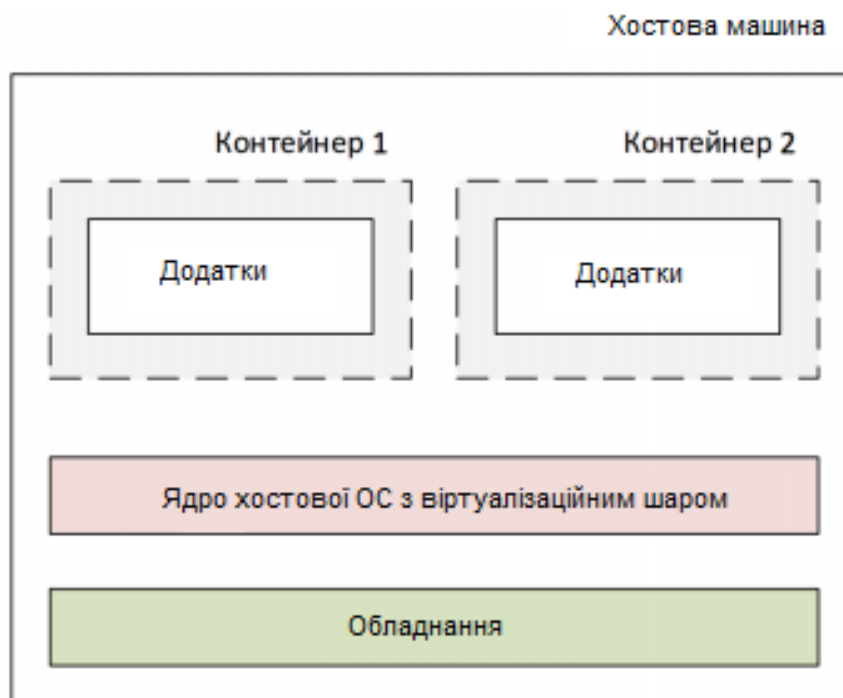 Хостова машина
Контейнер 1
Контейнер 2
Додатки
Додатки
Ядро хостової ОС з віртуалізаційним шаром
Обладнання